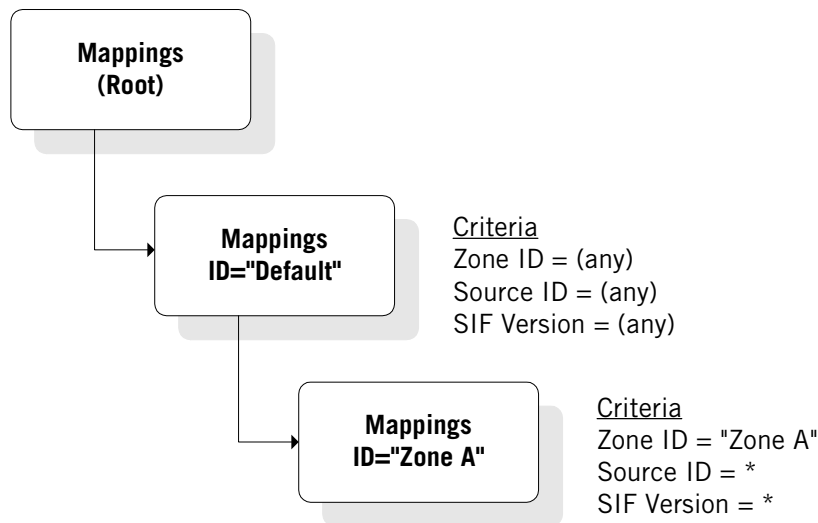 Mappings
(Root)
Mappings
ID="Default"
Criteria
Zone ID = (any)
Source ID = (any)
SIF Version = (any)
Mappings
ID="Zone A"
Criteria
Zone ID = "Zone A"
Source ID = *
SIF Version = *